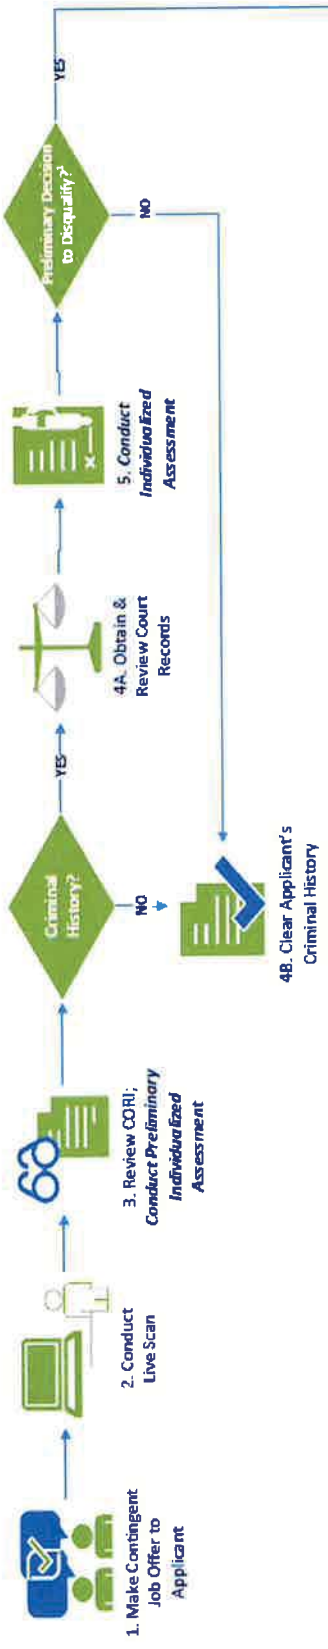 1. Make Contingent
Job Offer to
Applicant
2. Conduct
Live Scan
3. Review CORI;
Conduct Preliminary
Individualized
Assessment
Criminal
History?
YES
NO
4A. Obtain &
Review Court
Records
4B. Clear Applicant's
Criminal History
5. Conduct
Individualized
Assessment
Preliminary Decision
to Disqualify?¹
YES
NO